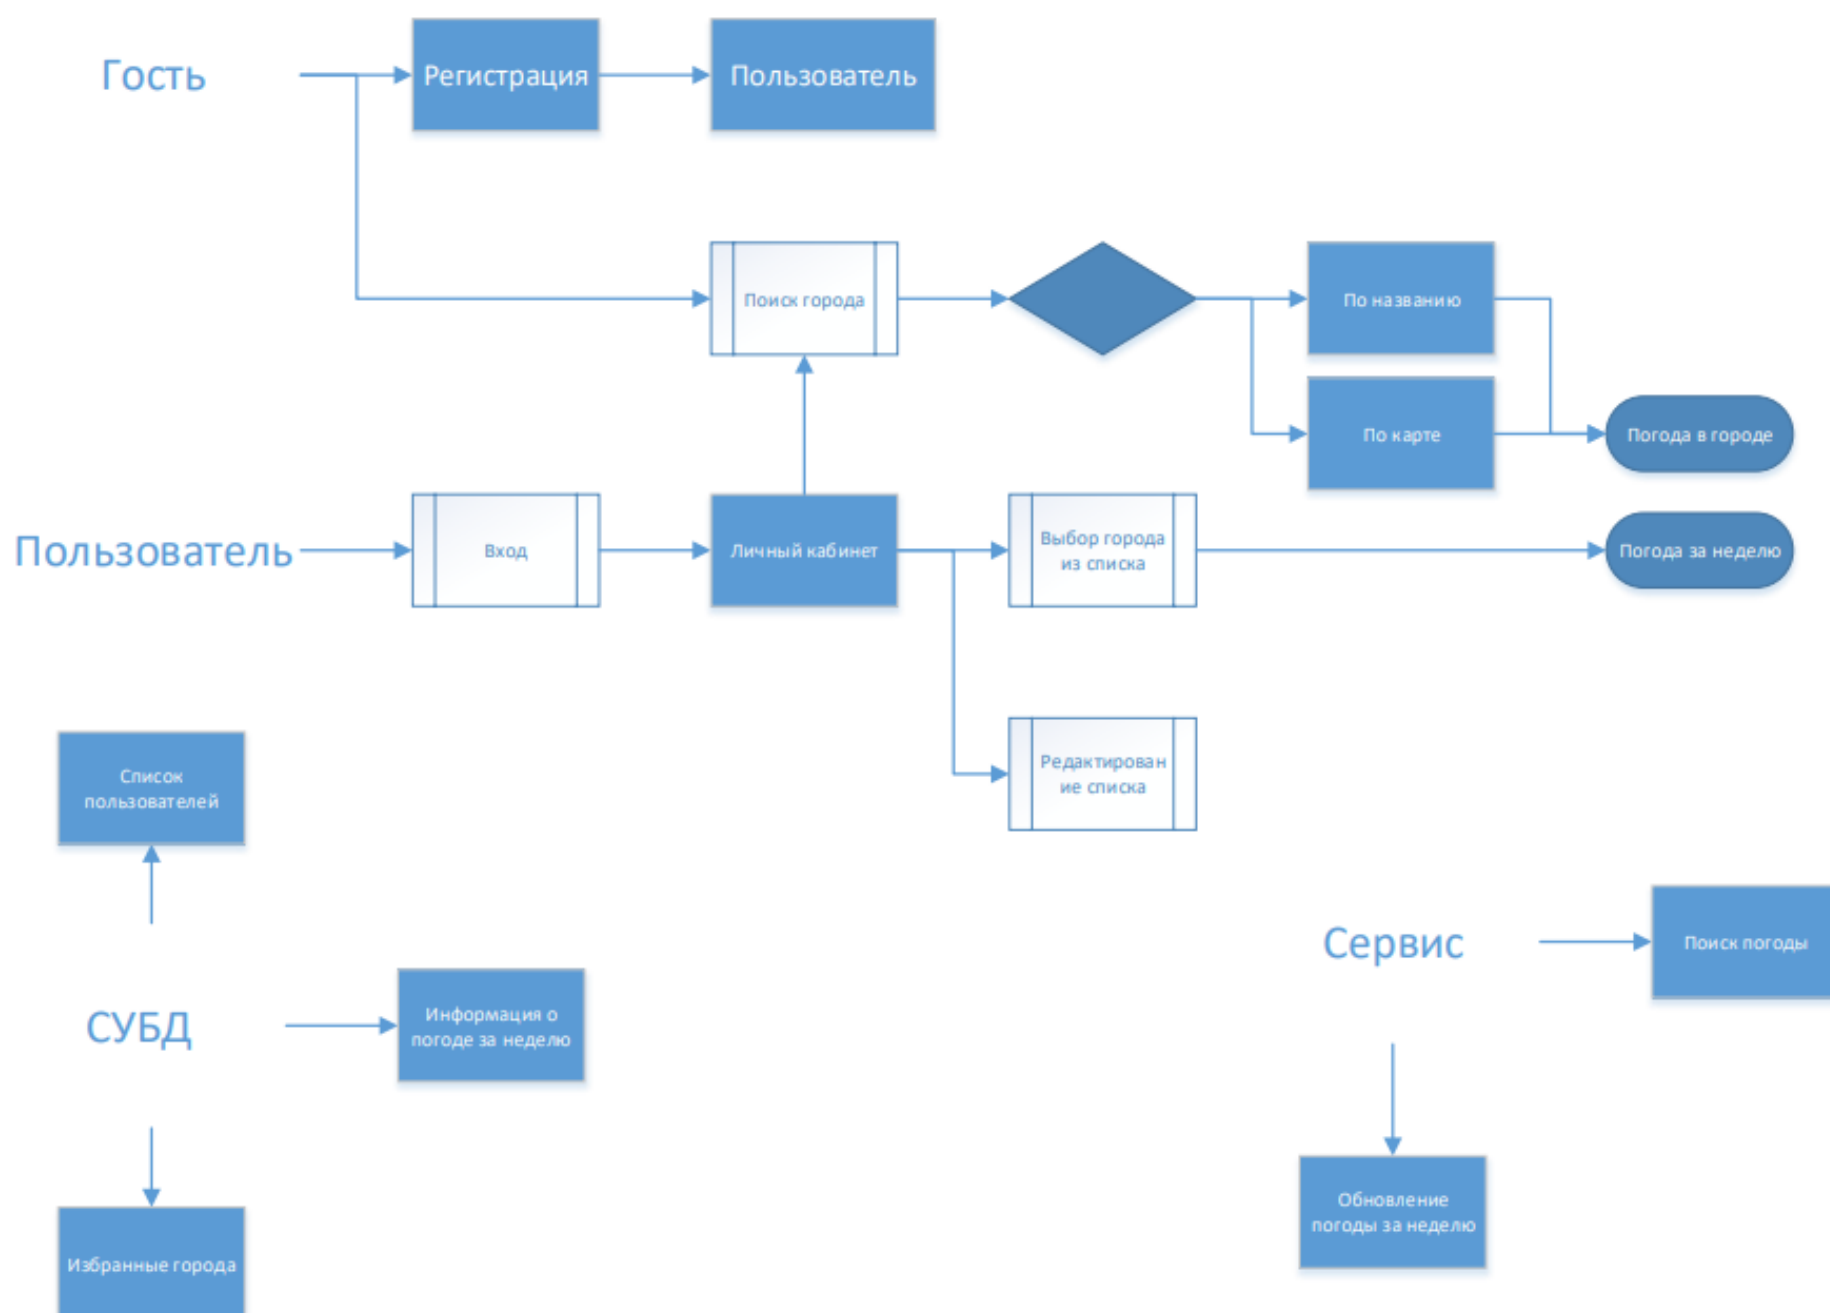 Гость
Регистрация
Пользователь
Поиск города
По названию
По карте
Погода в городе
Пользователь
Вход
Личный кабинет
Выбор города
из списка
Погода за неделю
Редактирован
ие списка
Список
пользователей
СУБД
Информация о
погоде за неделю
Избранные города
Сервис
Поиск погоды
Обновление
погоды за неделю